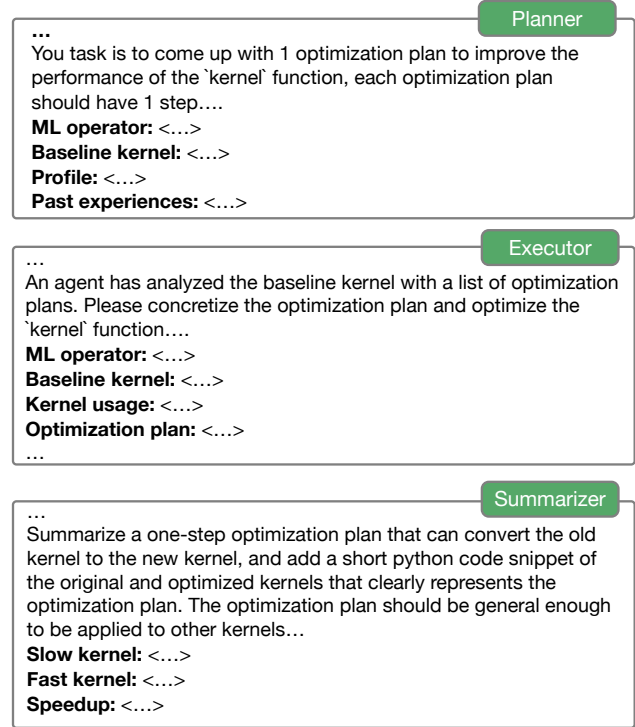 Planner
…
You task is to come up with 1 optimization plan to improve the
performance of the `kernel` function, each optimization plan
should have 1 step….
ML operator: <…>
Baseline kernel: <…>
Profile: <…>
Past experiences: <…>
Executor
…
An agent has analyzed the baseline kernel with a list of optimization
plans. Please concretize the optimization plan and optimize the
`kernel` function….
ML operator: <…>
Baseline kernel: <…>
Kernel usage: <…>
Optimization plan: <…>
…
Summarizer
…
Summarize a one-step optimization plan that can convert the old
kernel to the new kernel, and add a short python code snippet of
the original and optimized kernels that clearly represents the
optimization plan. The optimization plan should be general enough
to be applied to other kernels…
Slow kernel: <…>
Fast kernel: <…>
Speedup: <…>